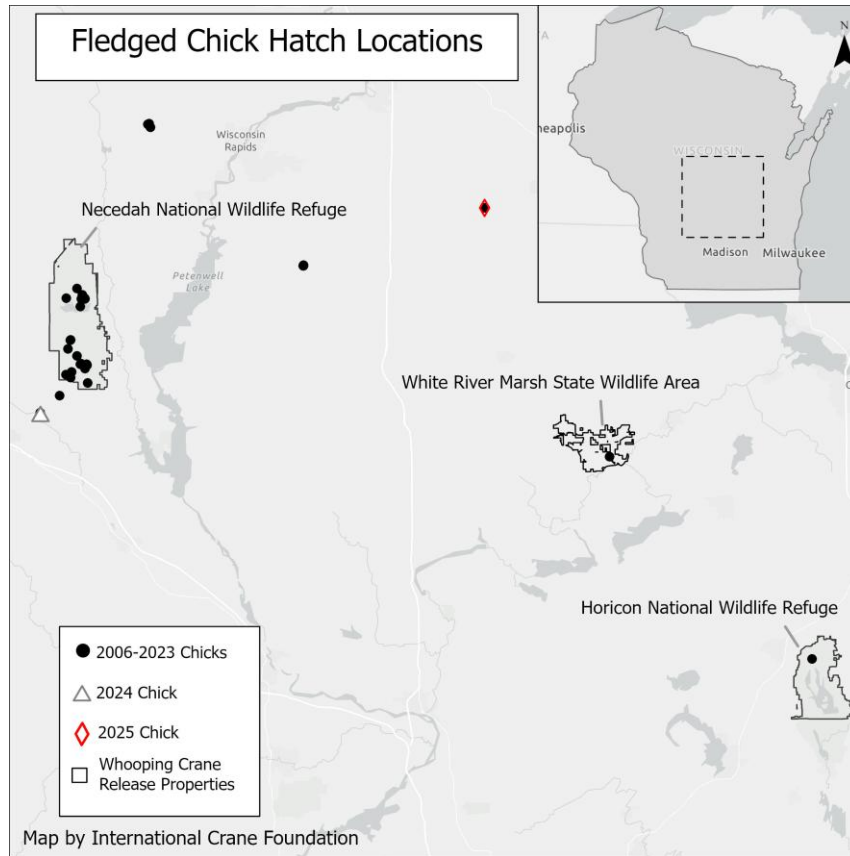 Fledged Chick Hatch Locations
N
neapolis
WISCONSIN
Madison
Milwaukee
Wisconsin
Rapids
Necedah National Wildlife Refuge
Petenwell
Lake
White River Marsh State Wildlife Area
Horicon National Wildlife Refuge
2006-2023 Chicks
2024 Chick
2025 Chick
Whooping Crane
Release Properties
Map by International Crane Foundation